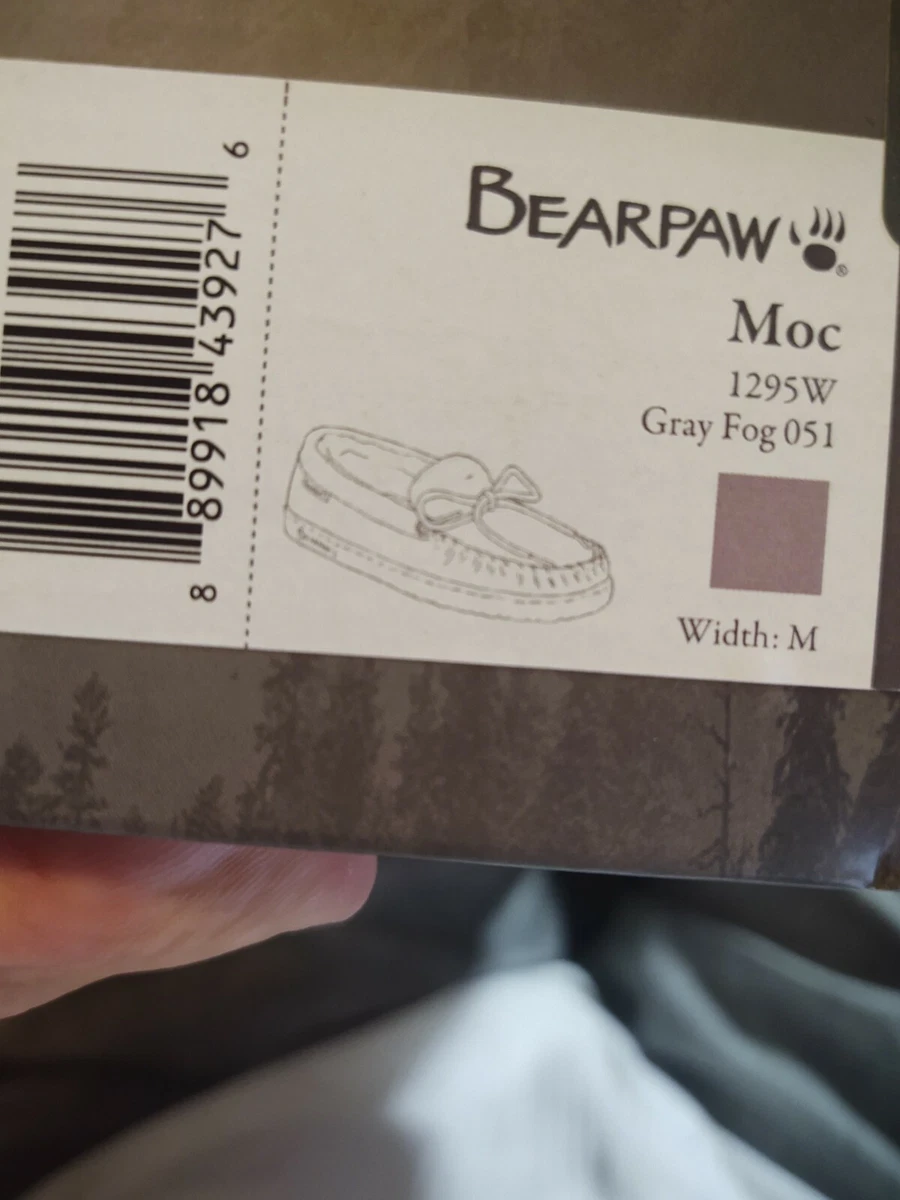 BEARPAW®
Moc
1295W
Gray Fog 051
Width: M
8 89918 43927 6